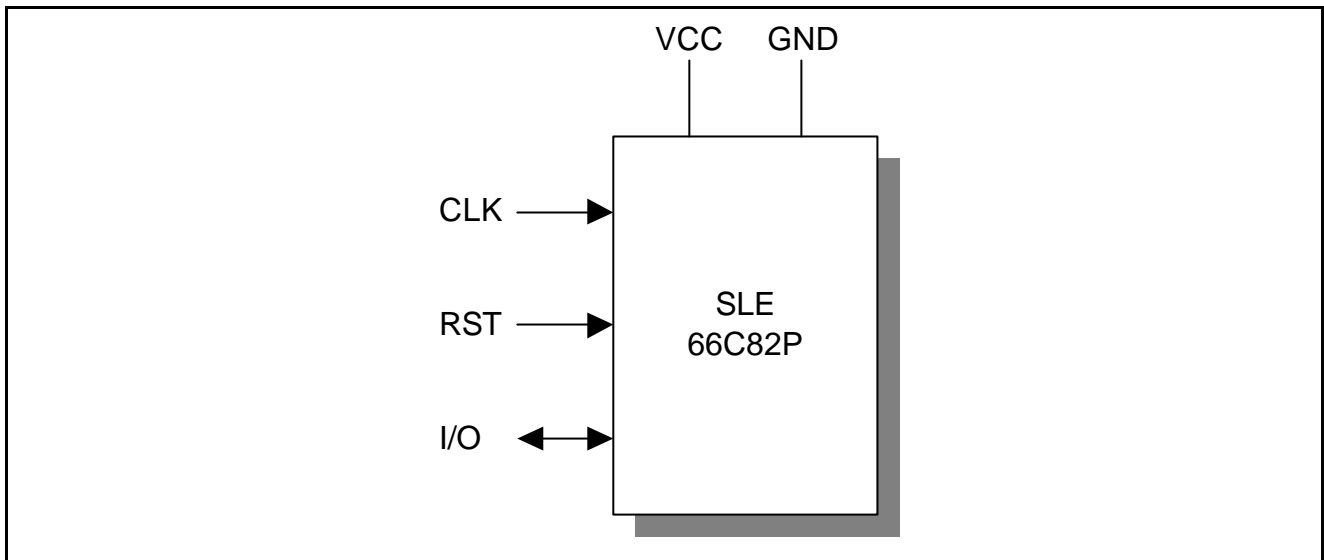 VCC GND
CLK
RST
SLE
66C82P
I/O